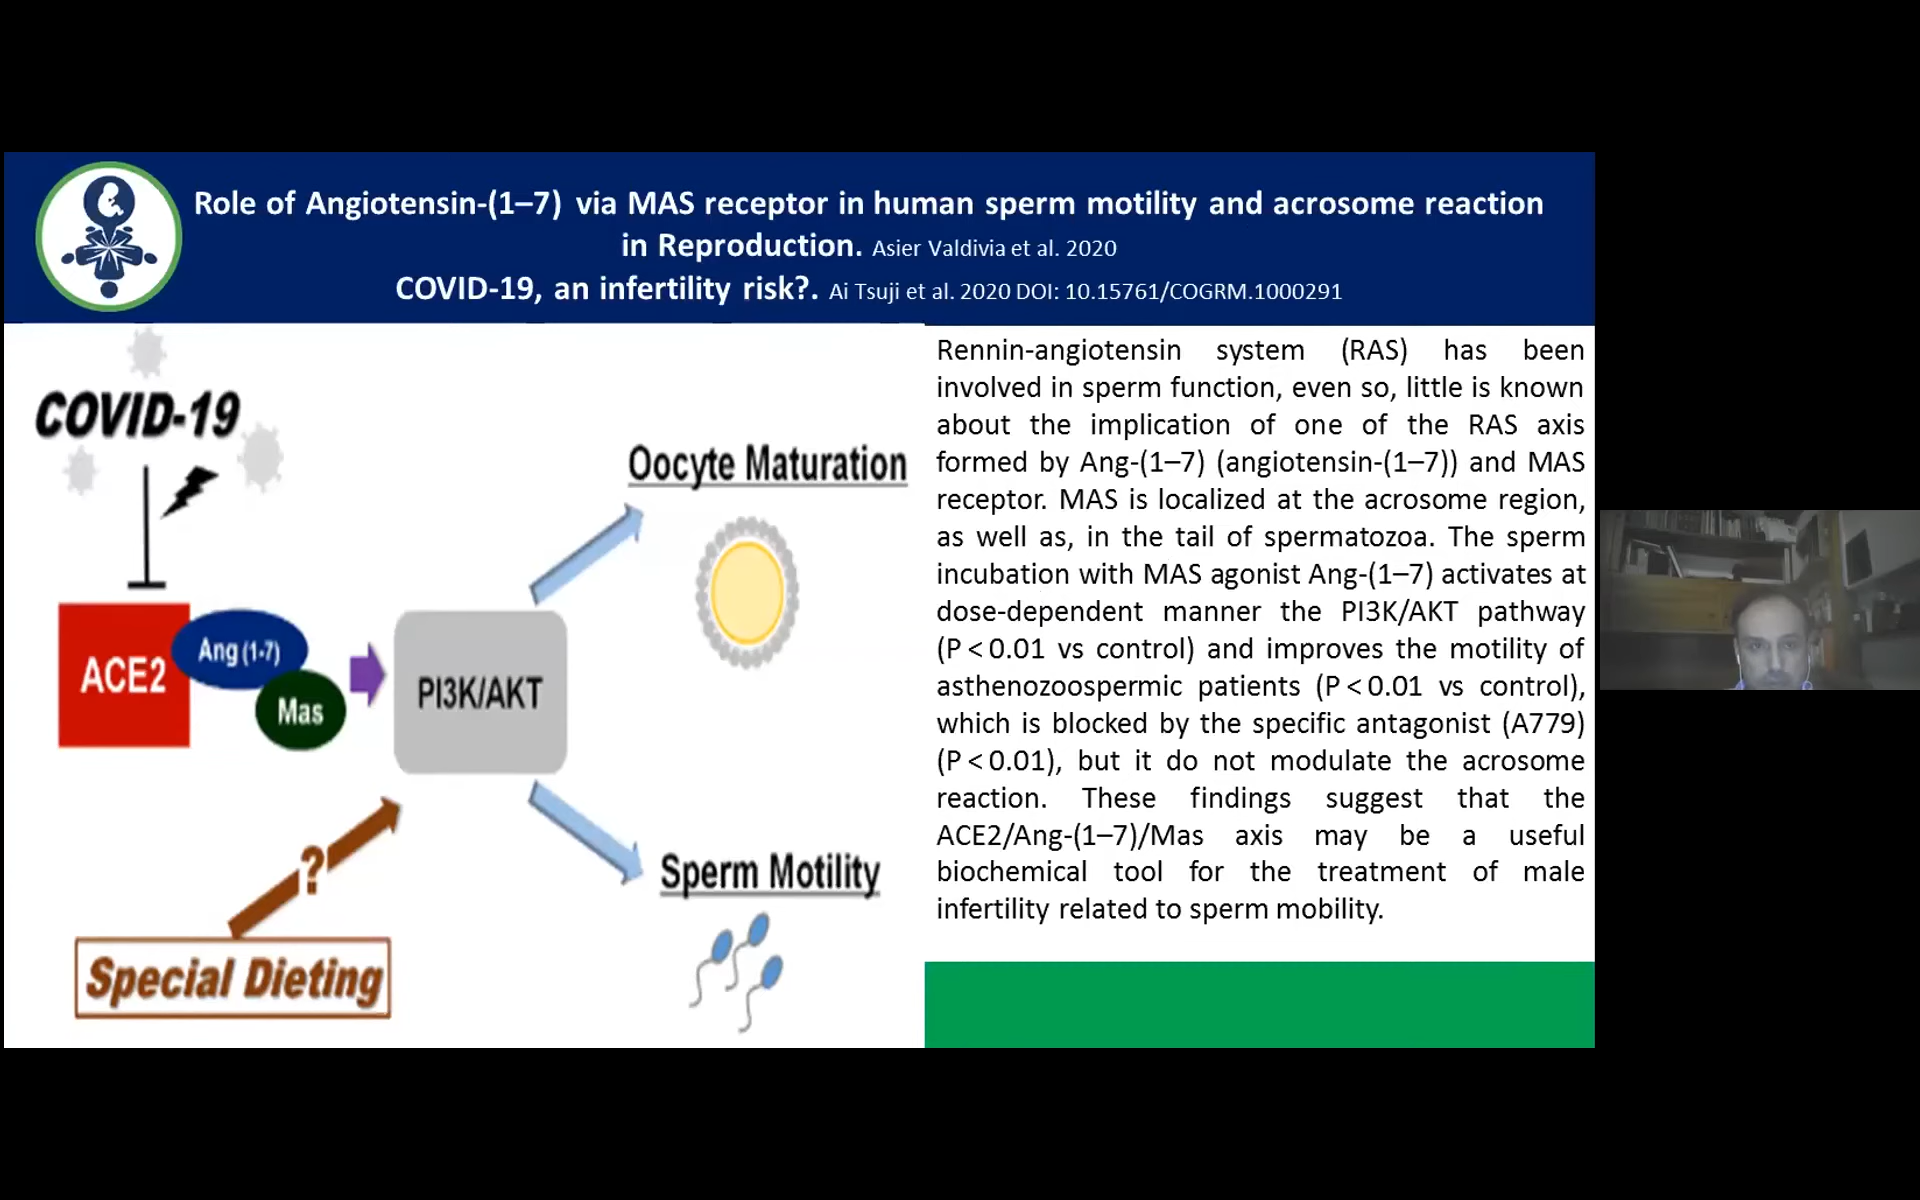 Role of Angiotensin-(1–7) via MAS receptor in human sperm motility and acrosome reaction
in Reproduction. Asier Valdivia et al. 2020
COVID-19, an infertility risk?. Ai Tsuji et al. 2020 DOI: 10.15761/COGRM.1000291
COVID-19
ACE2
Ang (1-7)
Mas
PI3K/AKT
Oocyte Maturation
Sperm Motility
?
Special Dieting
Rennin-angiotensin system (RAS) has been
involved in sperm function, even so, little is known
about the implication of one of the RAS axis
formed by Ang-(1–7) (angiotensin-(1–7)) and MAS
receptor. MAS is localized at the acrosome region,
as well as, in the tail of spermatozoa. The sperm
incubation with MAS agonist Ang-(1–7) activates at
dose-dependent manner the PI3K/AKT pathway
(P < 0.01 vs control) and improves the motility of
asthenozoospermic patients (P < 0.01 vs control),
which is blocked by the specific antagonist (A779)
(P < 0.01), but it do not modulate the acrosome
reaction. These findings suggest that the
ACE2/Ang-(1–7)/Mas axis may be a useful
biochemical tool for the treatment of male
infertility related to sperm mobility.